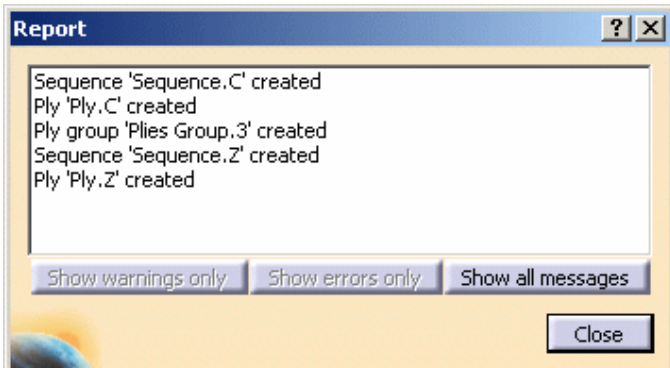 Report
Sequence 'Sequence.C' created
Ply 'Ply.C' created
Ply group 'Plies Group.3' created
Sequence 'Sequence.Z' created
Ply 'Ply.Z' created
Show warnings only Show errors only Show all messages
Close